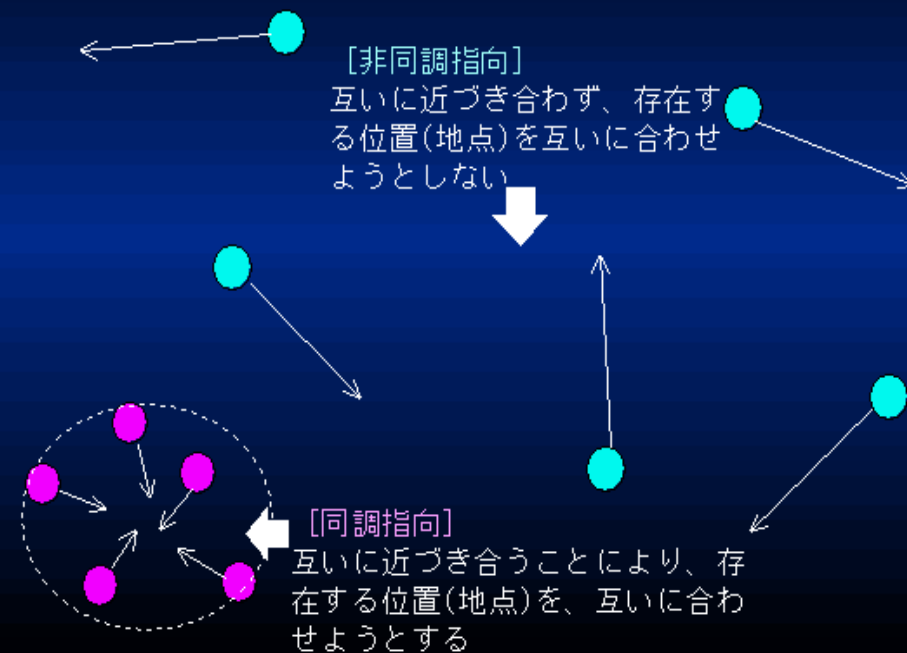 [非同調指向]
互いに近づき合わず、存在す
る位置(地点)を互いに合わせ
ようとしない
[同調指向]
互いに近づき合うことにより、存
在する位置(地点)を、互いに合わ
せようとする